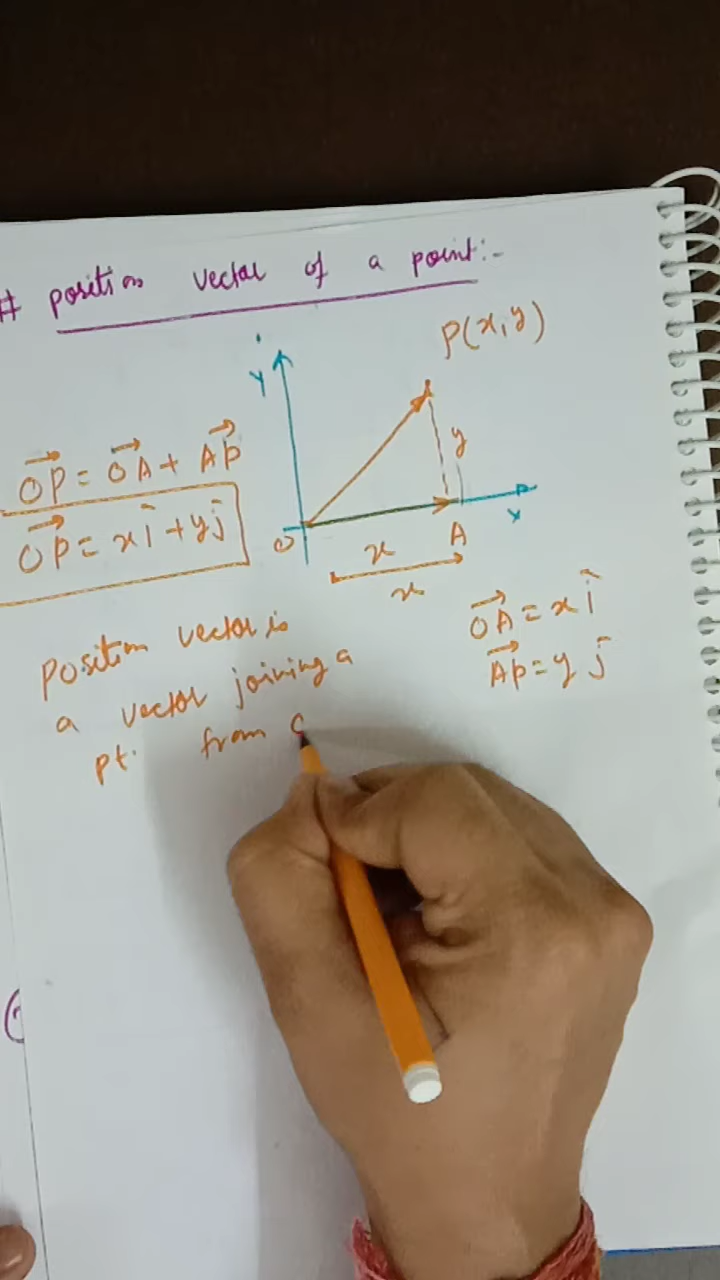 # position vector of a point:-
P(x,y)
Y
y
OP = OA + AP
OP = xî + yĵ
O
x
A
x
x
OA = xî
AP = yĵ
Position vector is
a vector joining a
pt. from